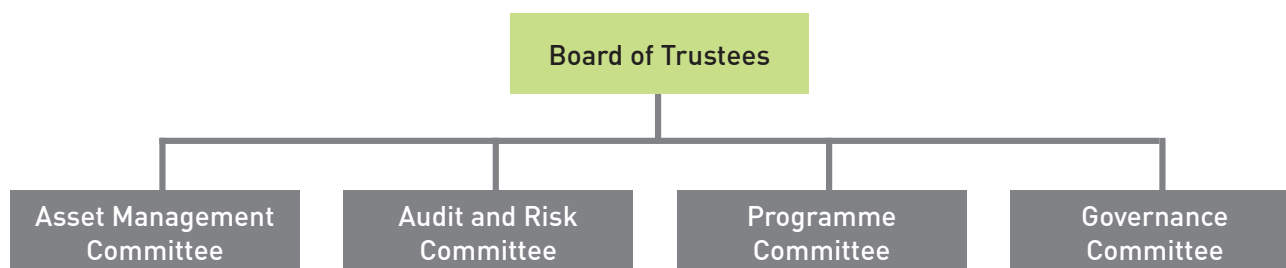 Board of Trustees
Asset Management
Committee
Audit and Risk
Committee
Programme
Committee
Governance
Committee